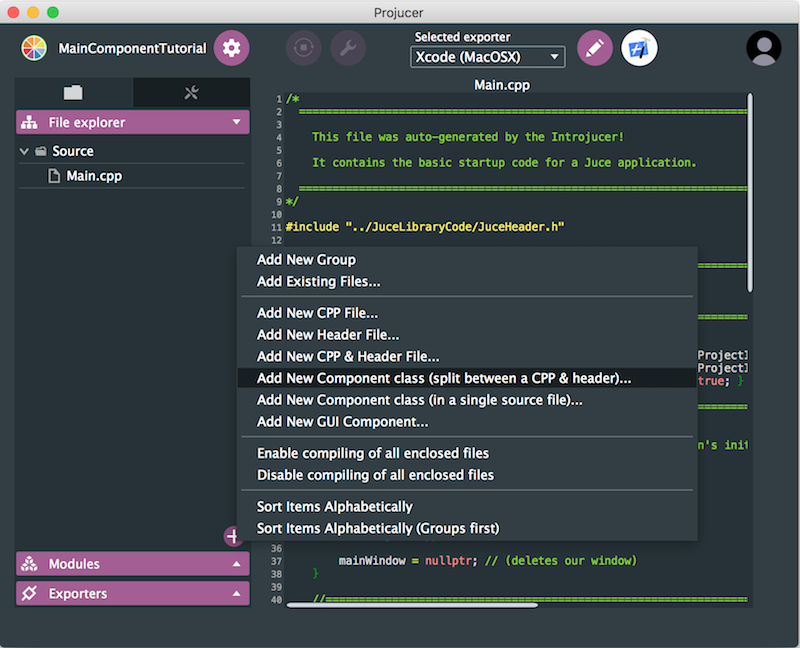 Projucer
MainComponentTutorial
Selected exporter
Xcode (MacOSX)
Main.cpp
File explorer
Source
Main.cpp
1 /*
2 ==============================================================================
3
4 This file was auto-generated by the Introjucer!
5
6 It contains the basic startup code for a Juce application.
7
8 ==============================================================================
9 */
10
11 #include "../JuceLibraryCode/JuceHeader.h"
12
Add New Group
Add Existing Files...
Add New CPP File...
Add New Header File...
Add New CPP & Header File...
ProjectI
ProjectI
Add New Component class (split between a CPP & header)...
true; }
Add New Component class (in a single source file)...
Add New GUI Component...
n's init
Enable compiling of all enclosed files
Disable compiling of all enclosed files
Sort Items Alphabetically
Sort Items Alphabetically (Groups first)
36
37 mainWindow = nullptr; // (deletes our window)
38 }
39
40 //==============================================================================
Modules
Exporters